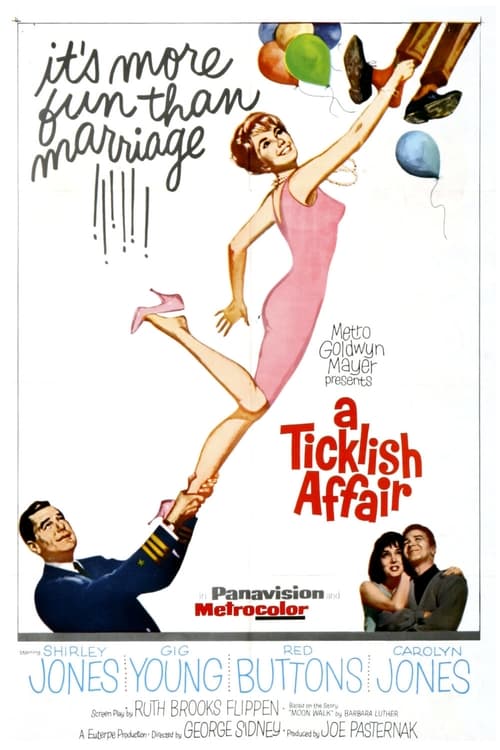 it's more
fun than
marriage
!!!!!!
Metro
Goldwyn
Mayer
presents
a
Ticklish
Affair
in Panavision and
Metrocolor
starring SHIRLEY JONES GIG YOUNG RED BUTTONS CAROLYN JONES
Screen Play by RUTH BROOKS FLIPPEN Based on the Story "MOON WALK" by BARBARA LUTHER
A Euterpe Production · Directed by GEORGE SIDNEY · Produced by JOE PASTERNAK